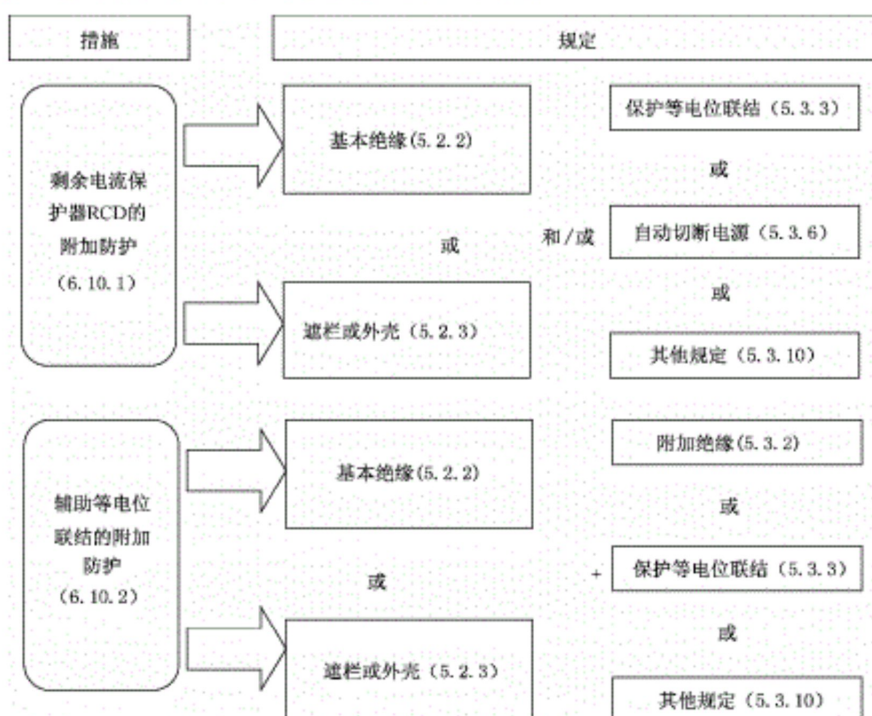 措施
规定
剩余电流保
护器RCD的
附加防护
(6.10.1)
基本绝缘(5.2.2)
或
遮栏或外壳（5.2.3）
和/或
保护等电位联结（5.3.3）
或
自动切断电源（5.3.6）
或
其他规定（5.3.10）
辅助等电位
联结的附加
防护
(6.10.2)
基本绝缘(5.2.2)
或
遮栏或外壳（5.2.3）
+
附加绝缘(5.3.2)
或
保护等电位联结（5.3.3）
或
其他规定（5.3.10）